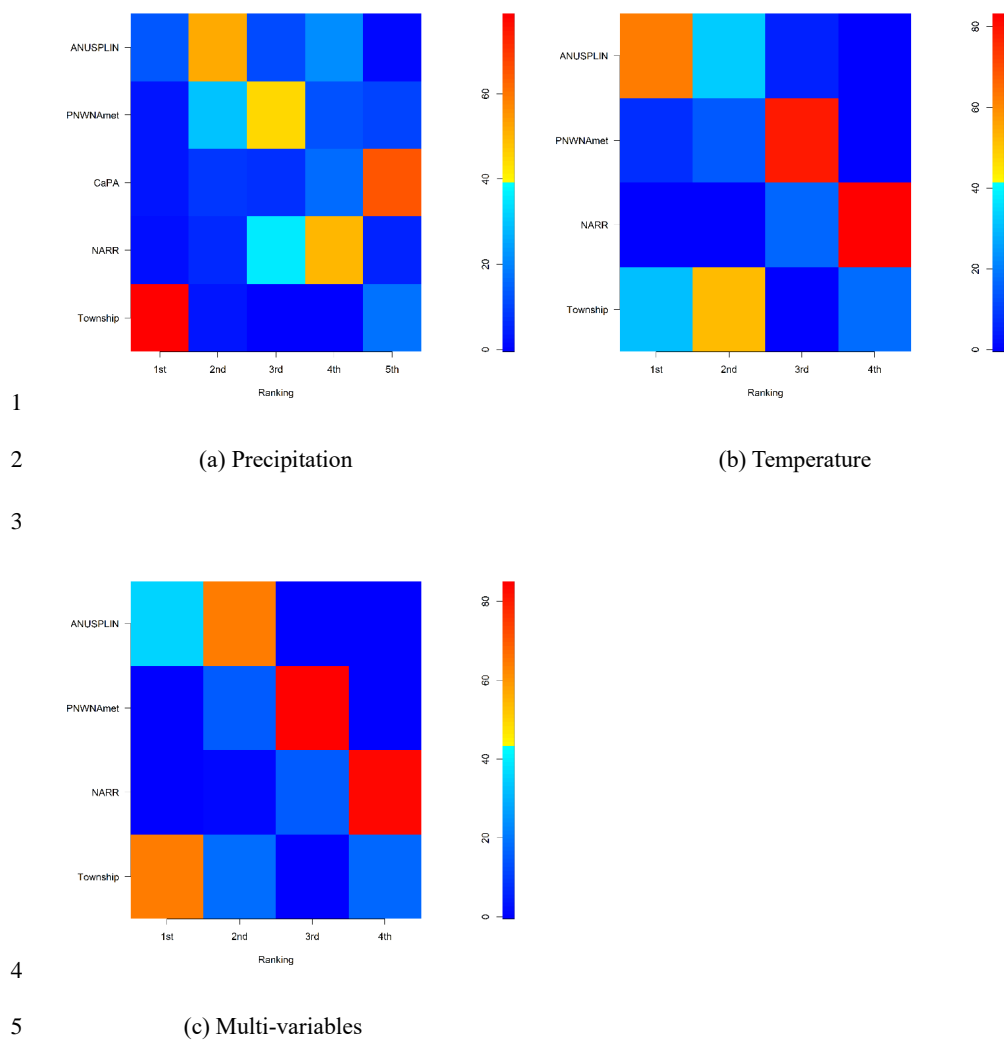 ANUSPLIN
PNWNAmet
CaPA
NARR
Township
1st 2nd 3rd 4th 5th
Ranking
0 20 40 60
ANUSPLIN
PNWNAmet
NARR
Township
1st 2nd 3rd 4th
Ranking
0 20 40 60 80
1
2 (a) Precipitation (b) Temperature
3
ANUSPLIN
PNWNAmet
NARR
Township
1st 2nd 3rd 4th
Ranking
0 20 40 60 80
4
5 (c) Multi-variables